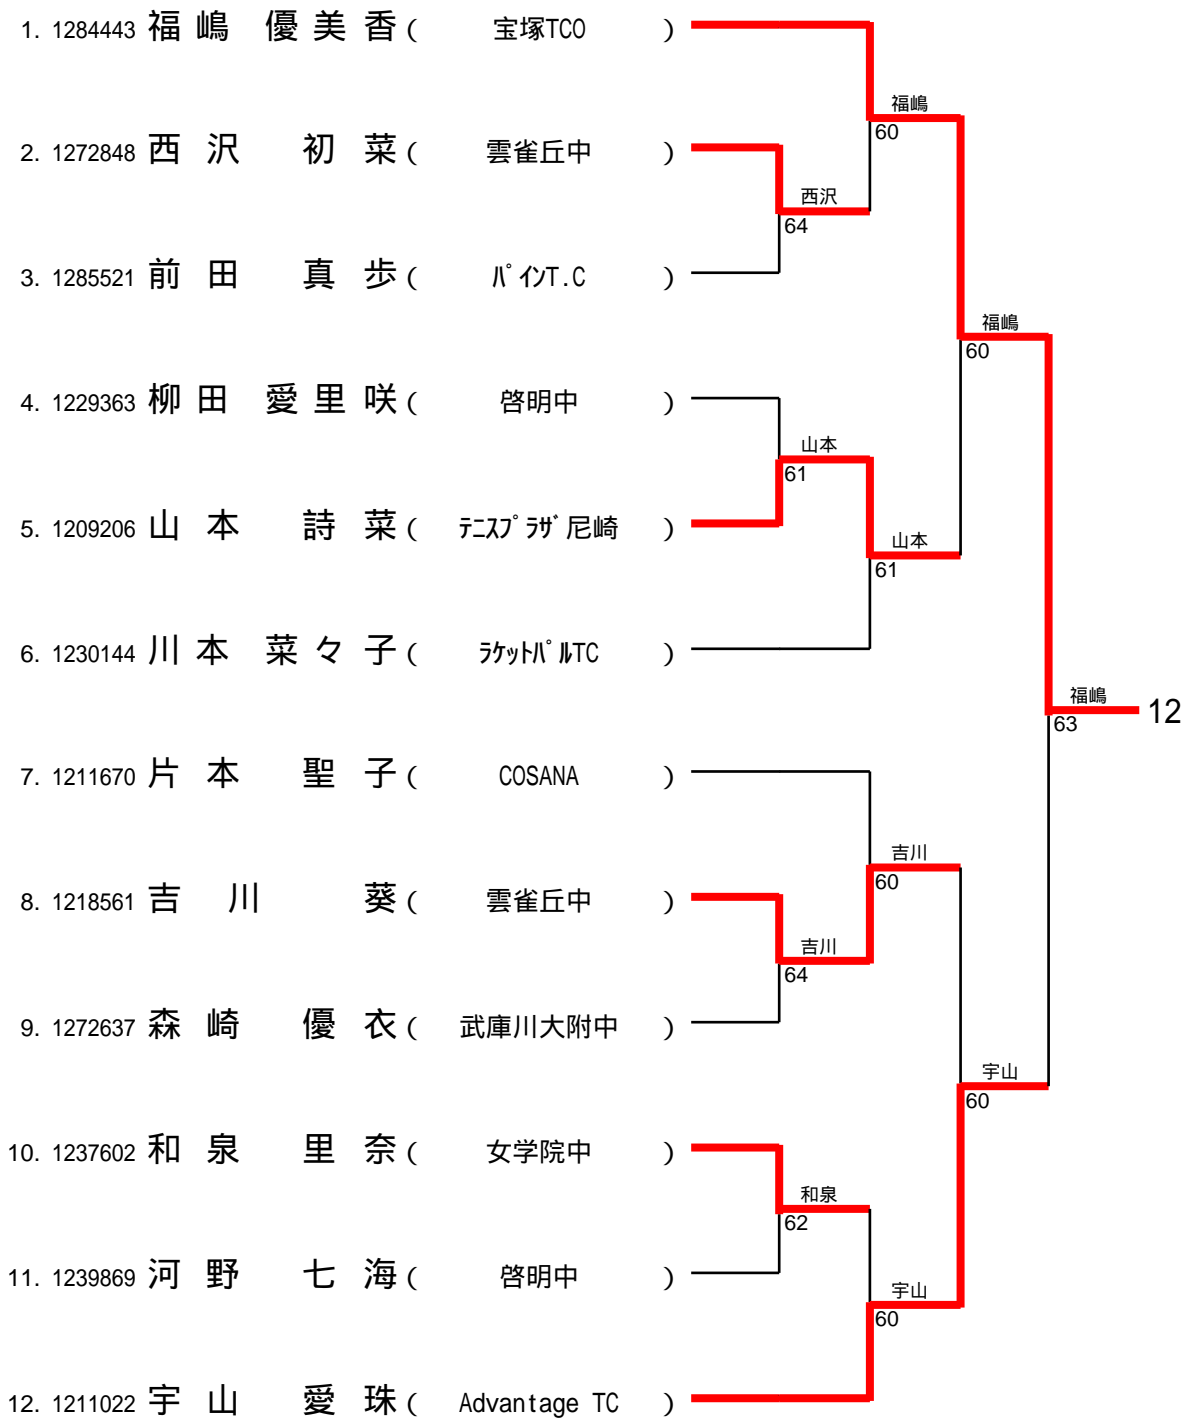 1. 1284443 福嶋 優美香 ( 宝塚TCO )
福嶋
60
2. 1272848 西沢 初菜 ( 雲雀丘中 )
西沢
64
3. 1285521 前田 真歩 ( ﾊﾟｲﾝT.C )
福嶋
60
4. 1229363 柳田 愛里咲 ( 啓明中 )
山本
61
5. 1209206 山本 詩菜 ( ﾃﾆｽﾌﾟﾗｻﾞ尼崎 )
山本
61
6. 1230144 川本 菜々子 ( ﾗｹｯﾄﾊﾟﾙTC )
福嶋
63
12
7. 1211670 片本 聖子 ( COSANA )
吉川
60
8. 1218561 吉川 葵 ( 雲雀丘中 )
吉川
64
9. 1272637 森崎 優衣 ( 武庫川大附中 )
宇山
60
10. 1237602 和泉 里奈 ( 女学院中 )
和泉
62
11. 1239869 河野 七海 ( 啓明中 )
宇山
60
12. 1211022 宇山 愛珠 ( Advantage TC )